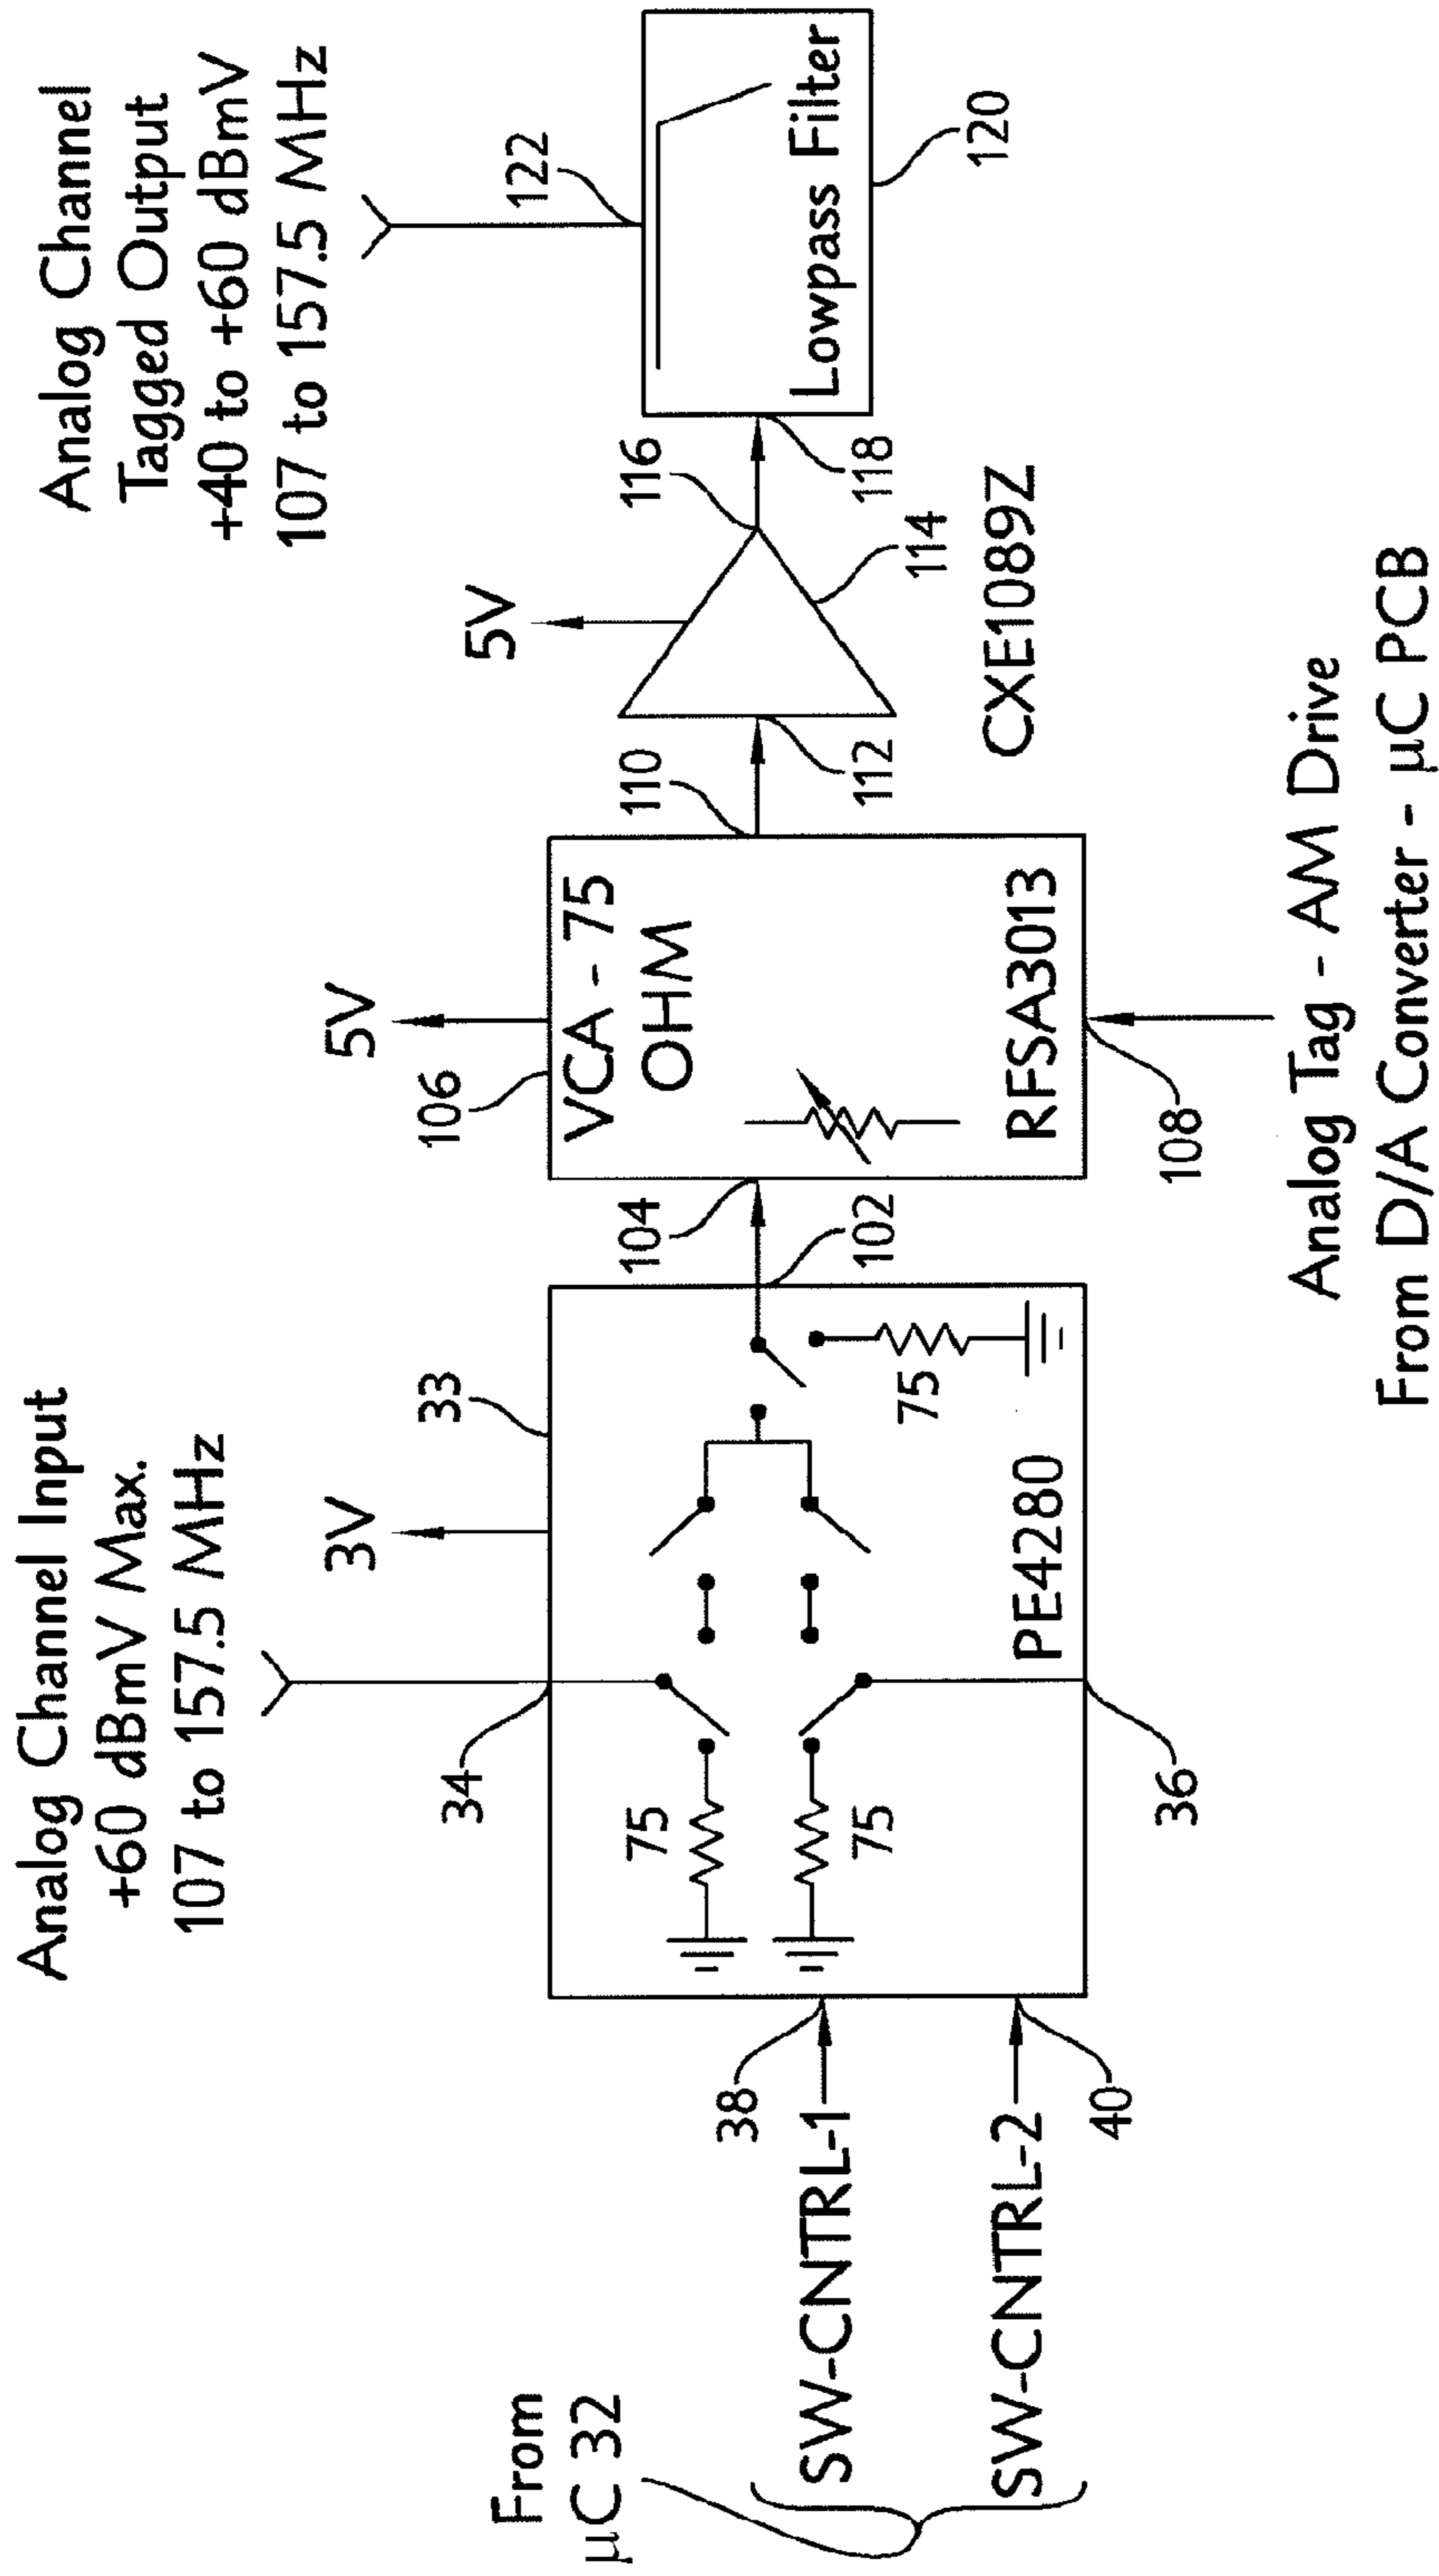 Analog Channel Input
+60 dBmV Max.
107 to 157.5 MHz
Analog Channel
Tagged Output
+40 to +60 dBmV
107 to 157.5 MHz
3V
33
34
75
75
75
PE4280
36
From
µC 32
SW-CNTRL-1
SW-CNTRL-2
38
40
102
104
106
5V
VCA - 75
OHM
RFSA3013
108
110
112
5V
114
116
CXE1089Z
118
122
Lowpass Filter
120
Analog Tag - AM Drive
From D/A Converter - µC PCB